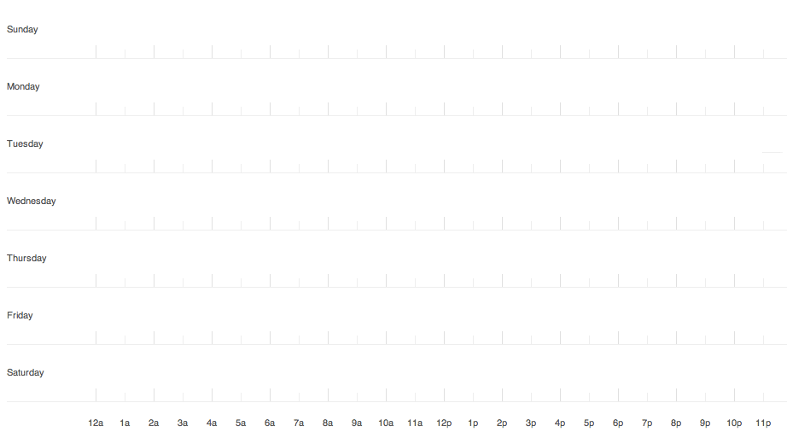 Sunday
Monday
Tuesday
Wednesday
Thursday
Friday
Saturday
12a 1a 2a 3a 4a 5a 6a 7a 8a 9a 10a 11a 12p 1p 2p 3p 4p 5p 6p 7p 8p 9p 10p 11p